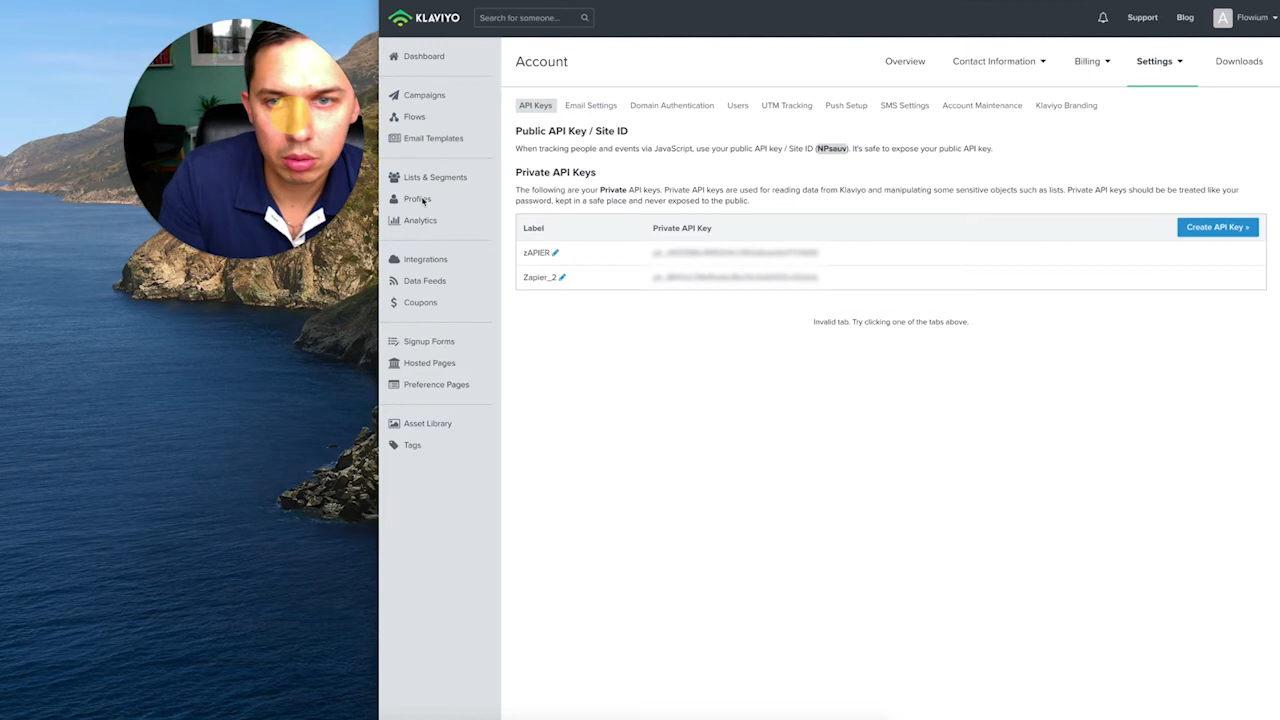 KLAVIYO
Search for someone...
Support
Blog
A
Flowium
Dashboard
Campaigns
Flows
Email Templates
Lists & Segments
Profiles
Analytics
Integrations
Data Feeds
Coupons
Signup Forms
Hosted Pages
Preference Pages
Asset Library
Tags
Account
Overview
Contact Information
Billing
Settings
Downloads
API Keys
Email Settings
Domain Authentication
Users
UTM Tracking
Push Setup
SMS Settings
Account Maintenance
Klaviyo Branding
Public API Key / Site ID
When tracking people and events via JavaScript, use your public API key / Site ID (NPsauv). It's safe to expose your public API key.
Private API Keys
The following are your Private API keys. Private API keys are used for reading data from Klaviyo and manipulating some sensitive objects such as lists. Private API keys should be be treated like your
password, kept in a safe place and never exposed to the public.
Label
Private API Key
Create API Key »
zAPIER
Zapier_2
Invalid tab. Try clicking one of the tabs above.